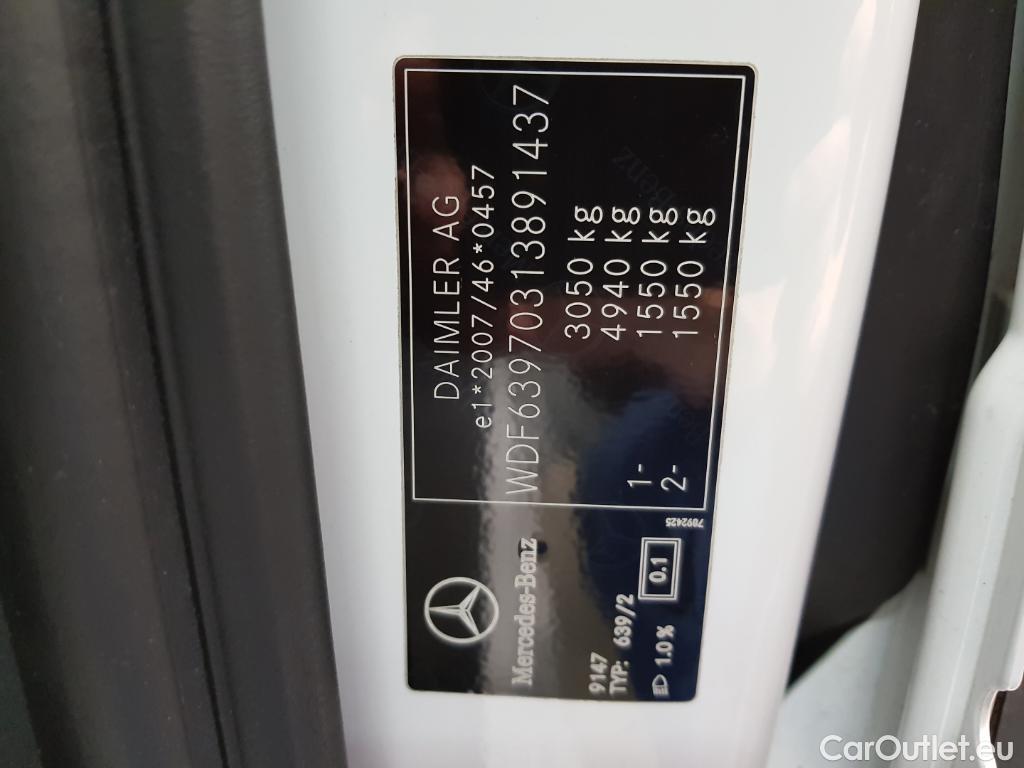 DAIMLER AG
e1*2007/46*0457
WDF63970313891437
3050 kg
4940 kg
1- 1550 kg
2- 1550 kg
Mercedes-Benz
9147
TYP: 639/2
1.0 % 0.1
7092425
CarOutlet.eu